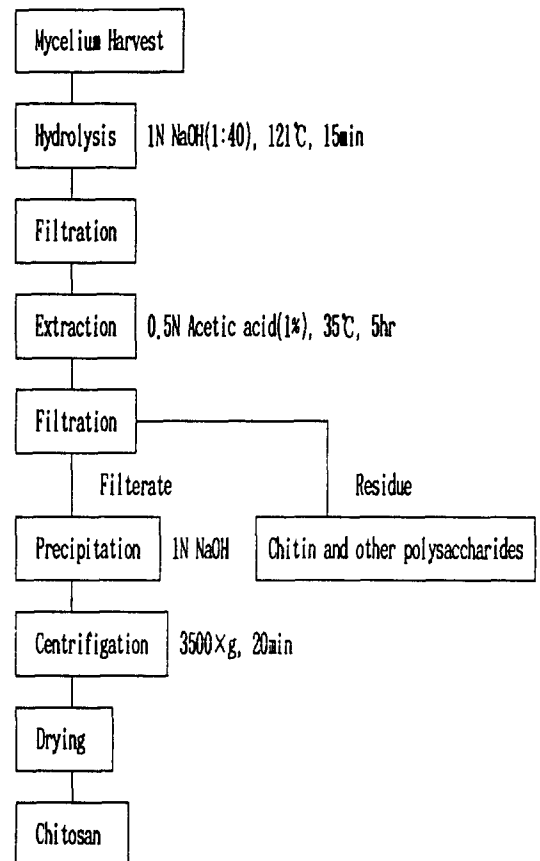 Mycelium Harvest
Hydrolysis 1N NaOH(1:40), 121℃, 15min
Filtration
Extraction 0.5N Acetic acid(1%), 35℃, 5hr
Filtration
Filterate Residue
Precipitation 1N NaOH Chitin and other polysaccharides
Centrifigation 3500×g, 20min
Drying
Chitosan